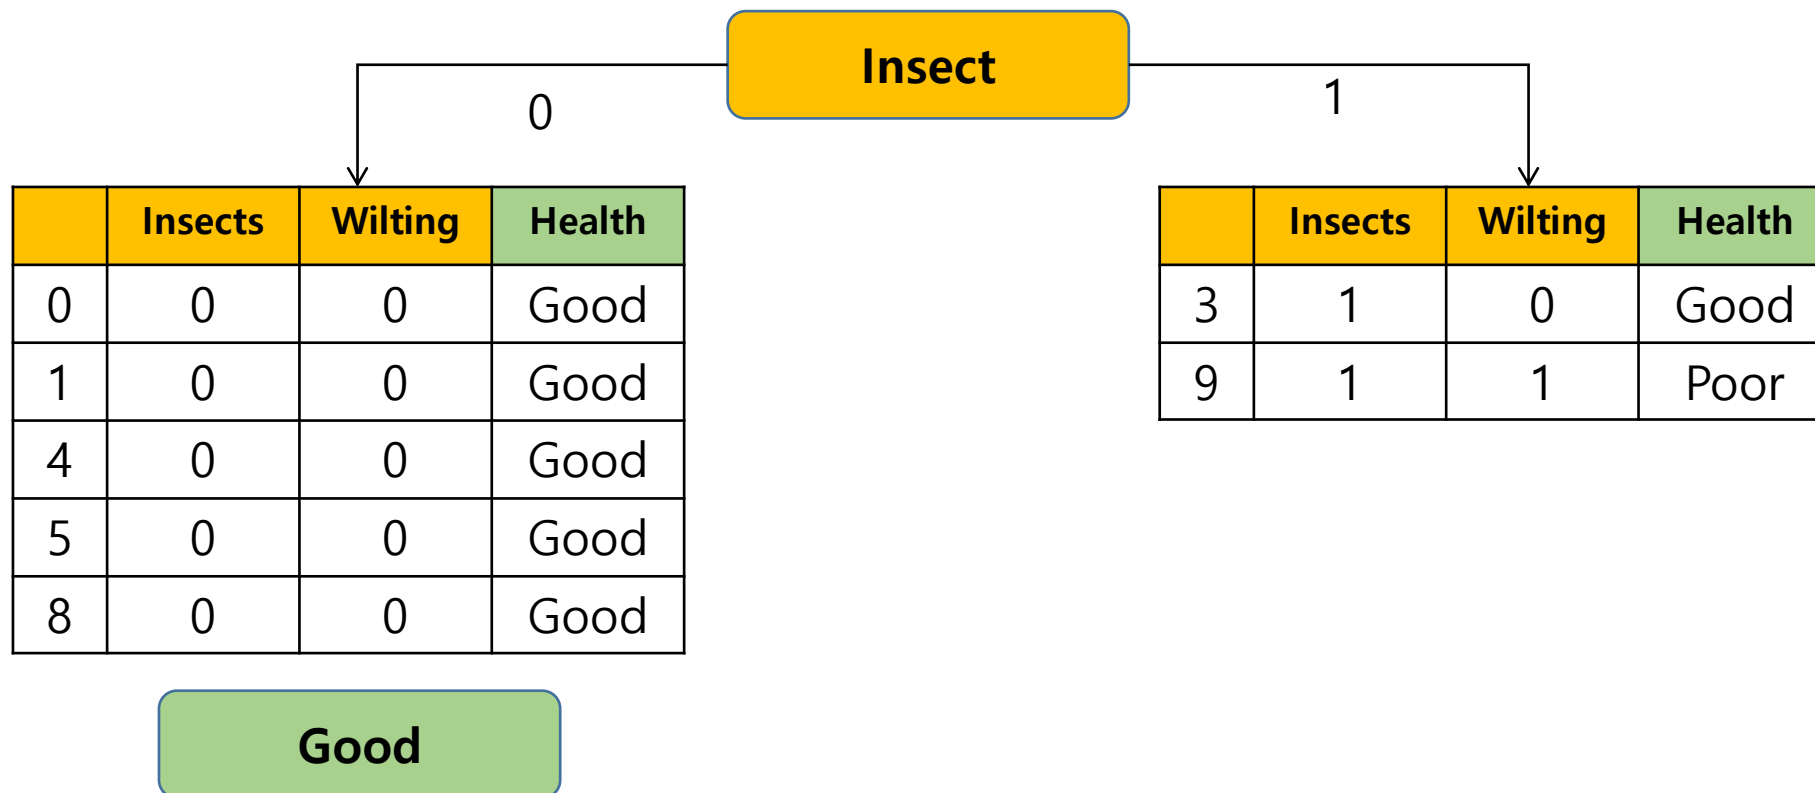 Insect
0
1
Insects Wilting Health
0 0 0 Good
1 0 0 Good
4 0 0 Good
5 0 0 Good
8 0 0 Good
Good
Insects Wilting Health
3 1 0 Good
9 1 1 Poor